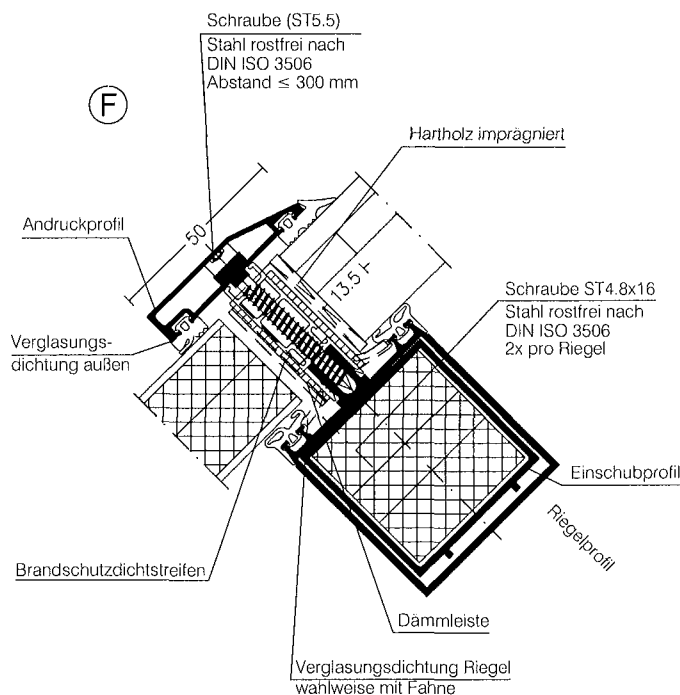 Schraube (ST5.5)
Stahl rostfrei nach
DIN ISO 3506
Abstand ≤ 300 mm
F
Hartholz imprägniert
Andruckprofil
50
13.5
Schraube ST4.8x16
Stahl rostfrei nach
DIN ISO 3506
2x pro Riegel
Verglasungs-
dichtung außen
Einschubprofil
Riegelprofil
Brandschutzdichtstreifen
Dämmleiste
Verglasungsdichtung Riegel
wahlweise mit Fahne